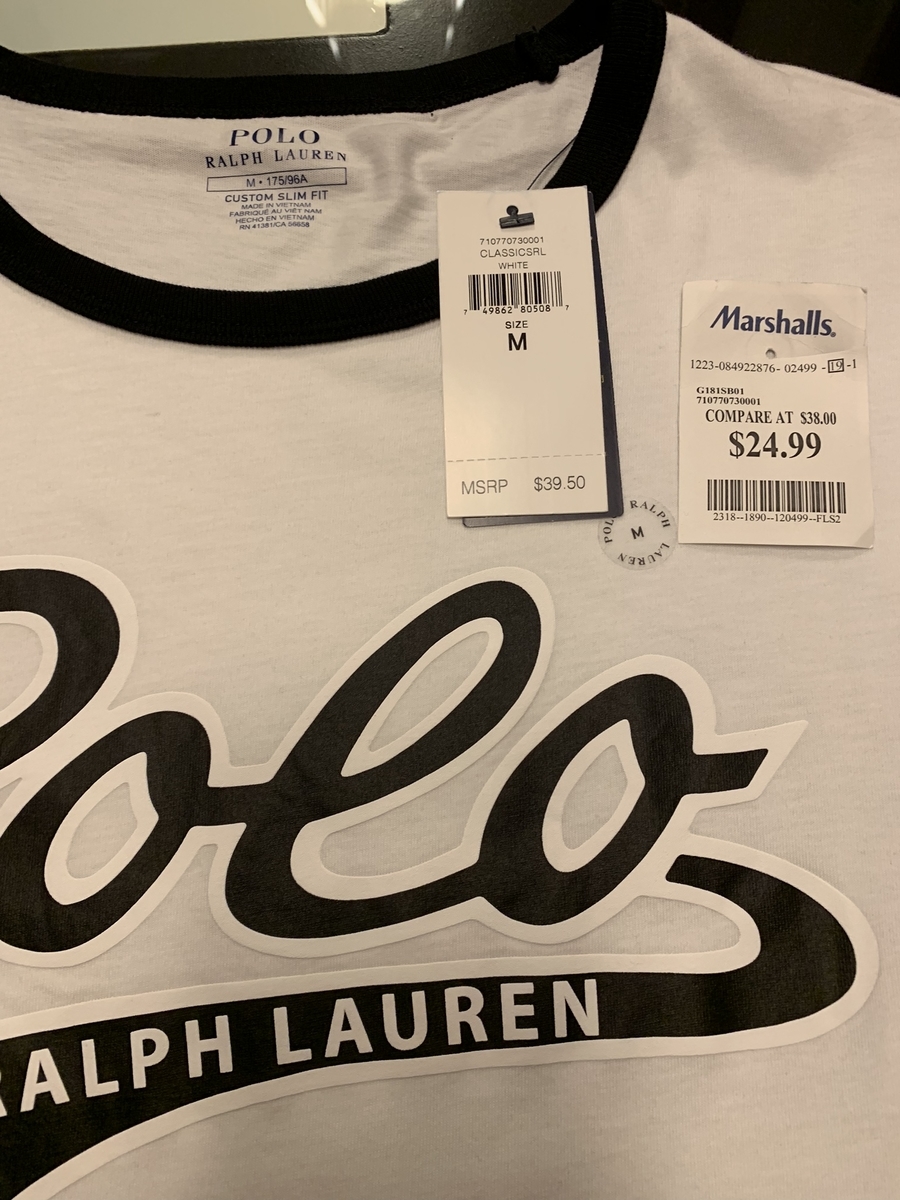 POLO
RALPH LAUREN
M • 175/96A
CUSTOM SLIM FIT
MADE IN VIETNAM
FABRIQUÉ AU VIÊT NAM
HECHO EN VIETNAM
RN 41381/CA 56658
710770730001
CLASSICSRL
WHITE
7 49862 80508 7
SIZE
M
MSRP $39.50
POLO RALPH LAUREN
M
Marshalls.
1223-084922876- 02499 -19 -1
G181SB01
710770730001
COMPARE AT $38.00
$24.99
2318--1890--120499--FLS2
Polo
RALPH LAUREN